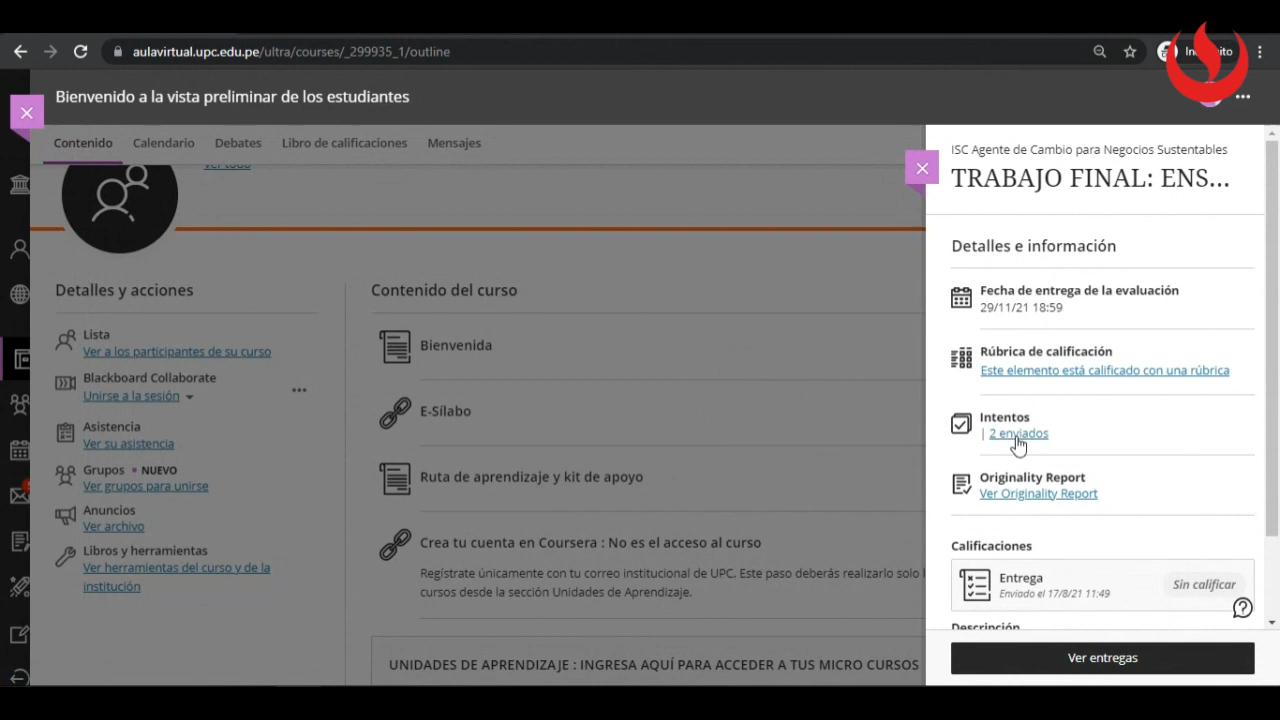 aulavirtual.upc.edu.pe/ultra/courses/_299935_1/outline
Bienvenido a la vista preliminar de los estudiantes
Contenido
Calendario
Debates
Libro de calificaciones
Mensajes
Ver todo
Detalles y acciones
Lista
Ver a los participantes de su curso
Blackboard Collaborate
Unirse a la sesión
Asistencia
Ver su asistencia
Grupos • NUEVO
Ver grupos para unirse
Anuncios
Ver archivo
Libros y herramientas
Ver herramientas del curso y de la
institución
Contenido del curso
Bienvenida
E-Sílabo
Ruta de aprendizaje y kit de apoyo
Crea tu cuenta en Coursera : No es el acceso al curso
Regístrate únicamente con tu correo institucional de UPC. Este paso deberás realizarlo solo
cursos desde la sección Unidades de Aprendizaje.
UNIDADES DE APRENDIZAJE : INGRESA AQUÍ PARA ACCEDER A TUS MICRO CURSOS
ISC Agente de Cambio para Negocios Sustentables
TRABAJO FINAL: ENS...
Detalles e información
Fecha de entrega de la evaluación
29/11/21 18:59
Rúbrica de calificación
Este elemento está calificado con una rúbrica
Intentos
| 2 enviados
Originality Report
Ver Originality Report
Calificaciones
Entrega
Enviado el 17/8/21 11:49
Sin calificar
Descripción
Ver entregas